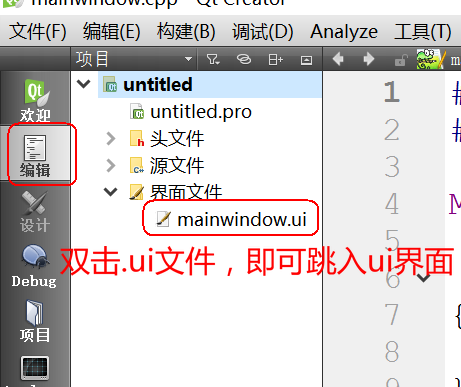 mainwindow.cpp - Qt Creator
文件(F) 编辑(E) 构建(B) 调试(D) Analyze 工具(T)
项目
m
欢迎
编辑
设计
Debug
项目
untitled
untitled.pro
头文件
源文件
界面文件
mainwindow.ui
双击.ui文件，即可跳入ui界面
1 #
2 #
3
4 M
5
6
7 {
8
9